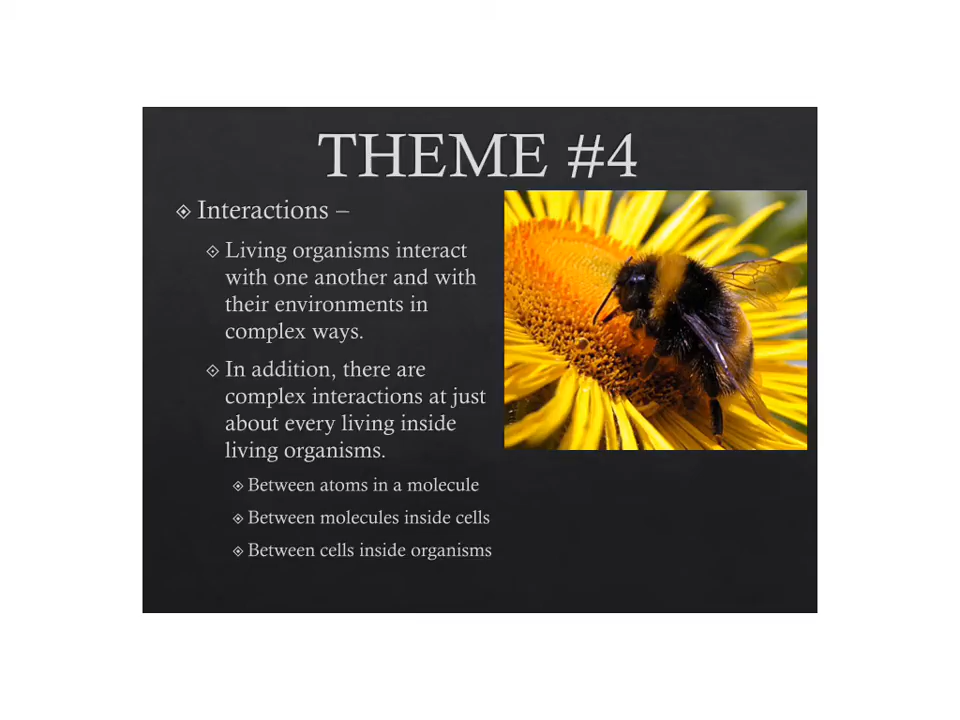 THEME #4
Interactions –
Living organisms interact
with one another and with
their environments in
complex ways.
In addition, there are
complex interactions at just
about every living inside
living organisms.
Between atoms in a molecule
Between molecules inside cells
Between cells inside organisms